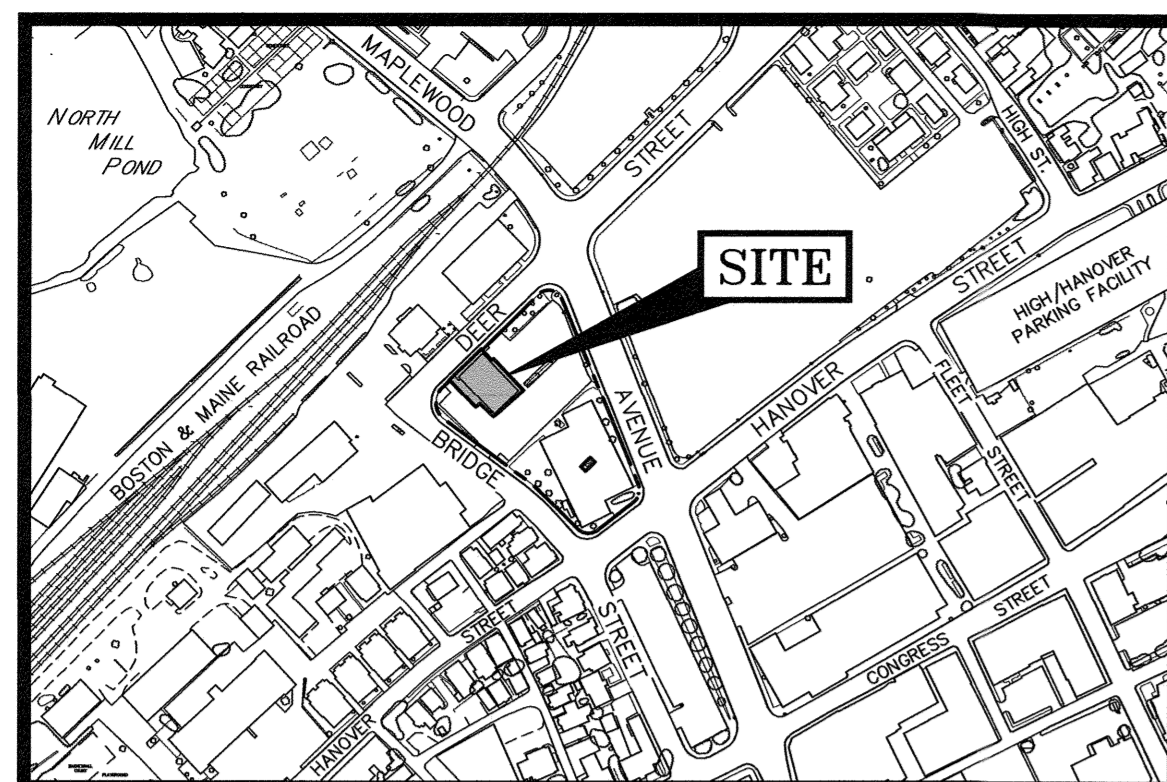 MAPLEWOOD
NORTH
MILL
POND
STREET
HIGH ST.
SITE
STREET
HIGH/HANOVER
PARKING FACILITY
DEER
BOSTON & MAINE RAILROAD
AVENUE
HANOVER
FLEET
STREET
BRIDGE
STREET
STREET
STREET
CONGRESS
HANOVER
PLAYGROUND